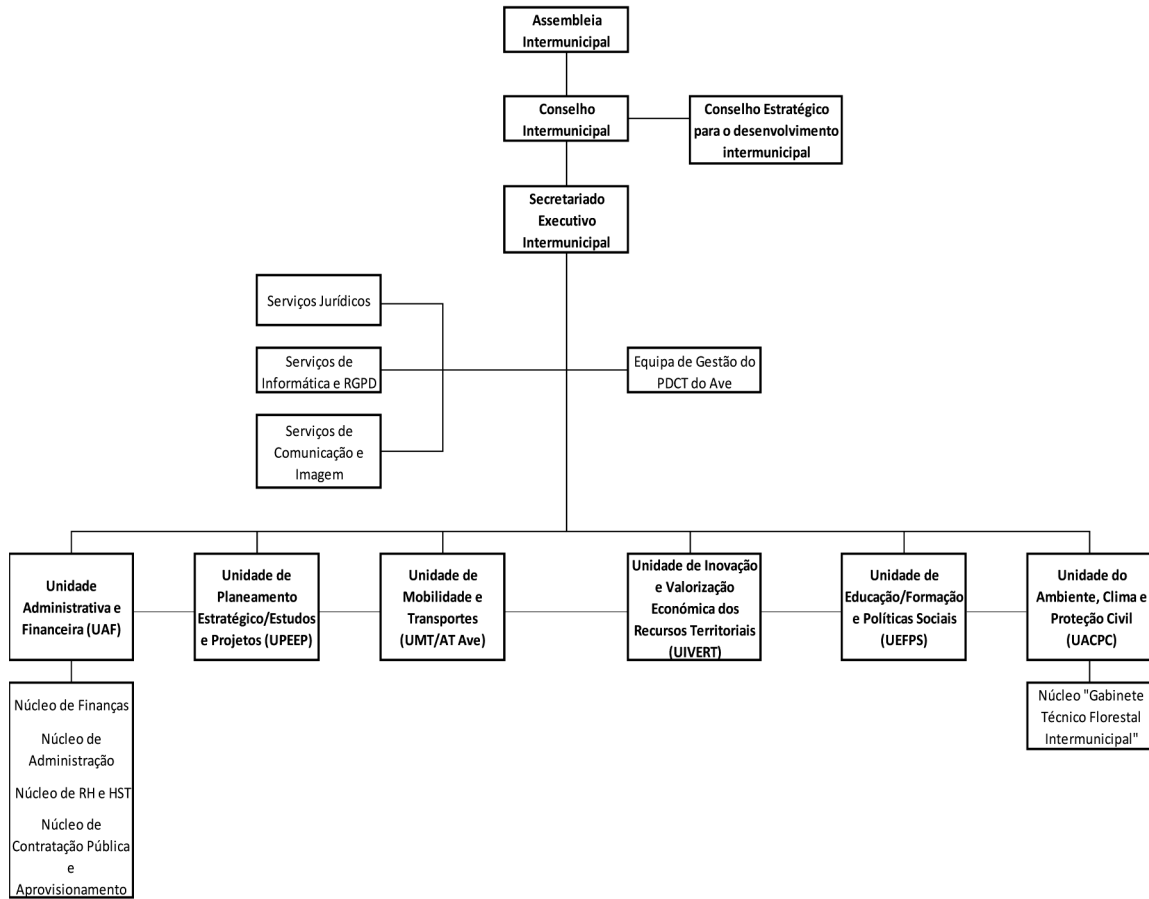 Assembleia
Intermunicipal
Conselho
Intermunicipal
Conselho Estratégico
para o desenvolvimento
intermunicipal
Secretariado
Executivo
Intermunicipal
Serviços Jurídicos
Serviços de
Informática e RGPD
Equipa de Gestão do
PDCT do Ave
Serviços de
Comunicação e
Imagem
Unidade
Administrativa e
Financeira (UAF)
Unidade de
Planeamento
Estratégico/Estudos
e Projetos (UPEEP)
Unidade de
Mobilidade e
Transportes
(UMT/AT Ave)
Unidade de Inovação
e Valorização
Económica dos
Recursos Territoriais
(UIVERT)
Unidade de
Educação/Formação
e Políticas Sociais
(UEFPS)
Unidade do
Ambiente, Clima e
Proteção Civil
(UACPC)
Núcleo de Finanças
Núcleo de
Administração
Núcleo de RH e HST
Núcleo de
Contratação Pública
e
Aprovisionamento
Núcleo "Gabinete
Técnico Florestal
Intermunicipal"